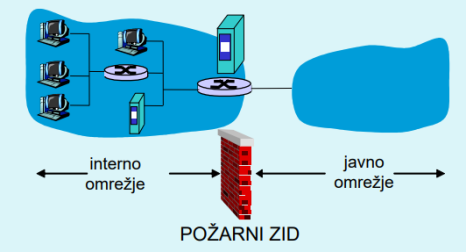 interno
omrežje
javno
omrežje
POŽARNI ZID